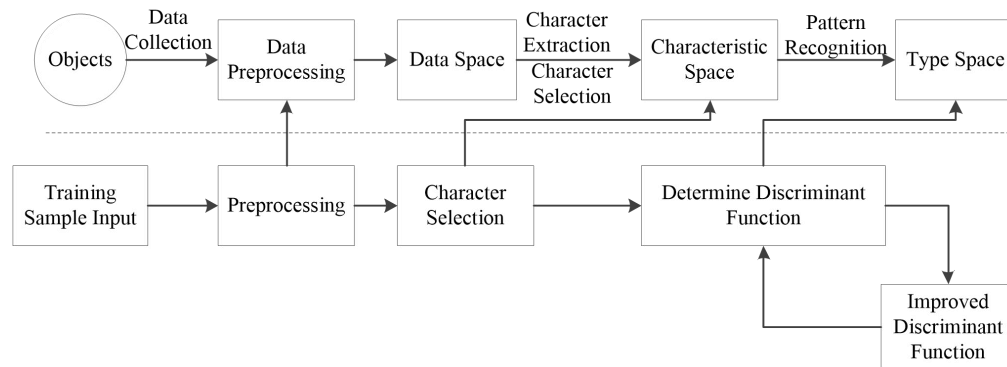 Objects
Data
Collection
Data
Preprocessing
Data Space
Character
Extraction
Character
Selection
Characteristic
Space
Pattern
Recognition
Type Space
Training
Sample Input
Preprocessing
Character
Selection
Determine Discriminant
Function
Improved
Discriminant
Function